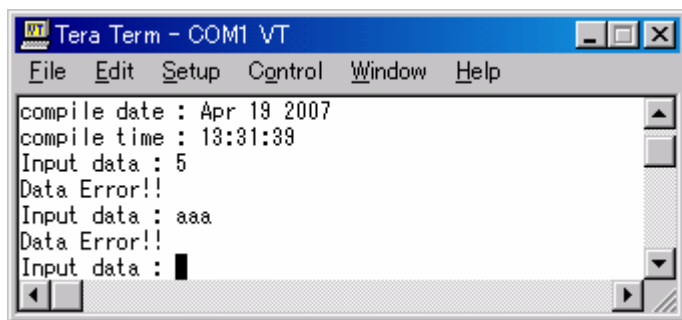 Tera Term - COM1 VT
File Edit Setup Control Window Help
compile date : Apr 19 2007
compile time : 13:31:39
Input data : 5
Data Error!!
Input data : aaa
Data Error!!
Input data :